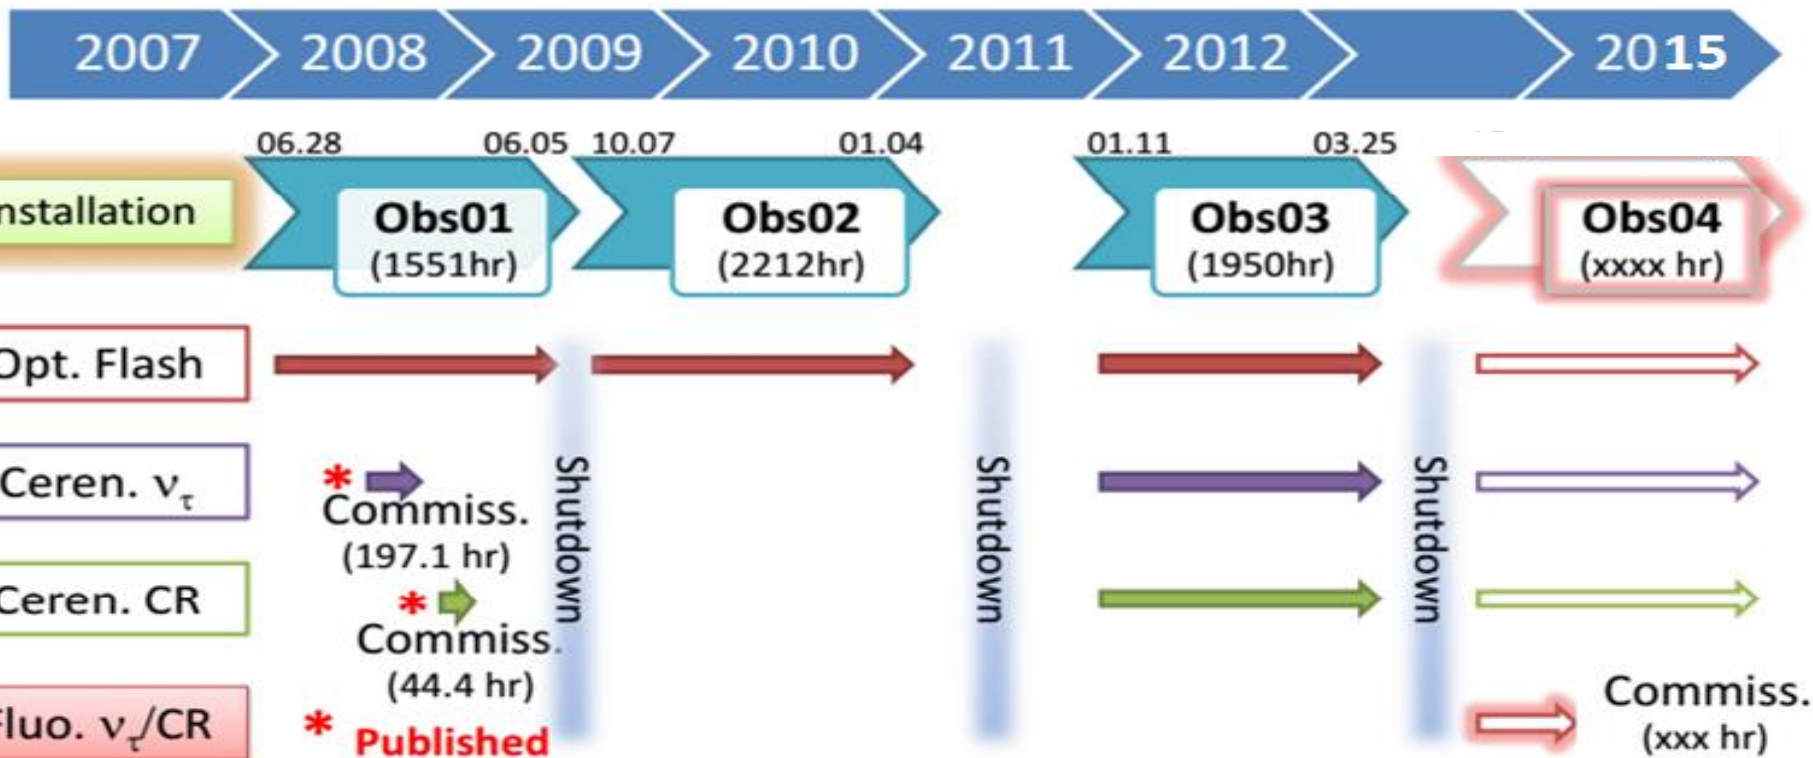 2007 2008 2009 2010 2011 2012 2015
06.28 06.05 10.07 01.04 01.11 03.25
nstallation
Obs01
(1551hr)
Obs02
(2212hr)
Obs03
(1950hr)
Obs04
(xxxx hr)
Opt. Flash
Ceren. ντ
* Commiss.
(197.1 hr)
Ceren. CR
* Commiss.
(44.4 hr)
Shutdown
Shutdown
Shutdown
Fluo. ντ/CR
* Published
Commiss.
(xxx hr)